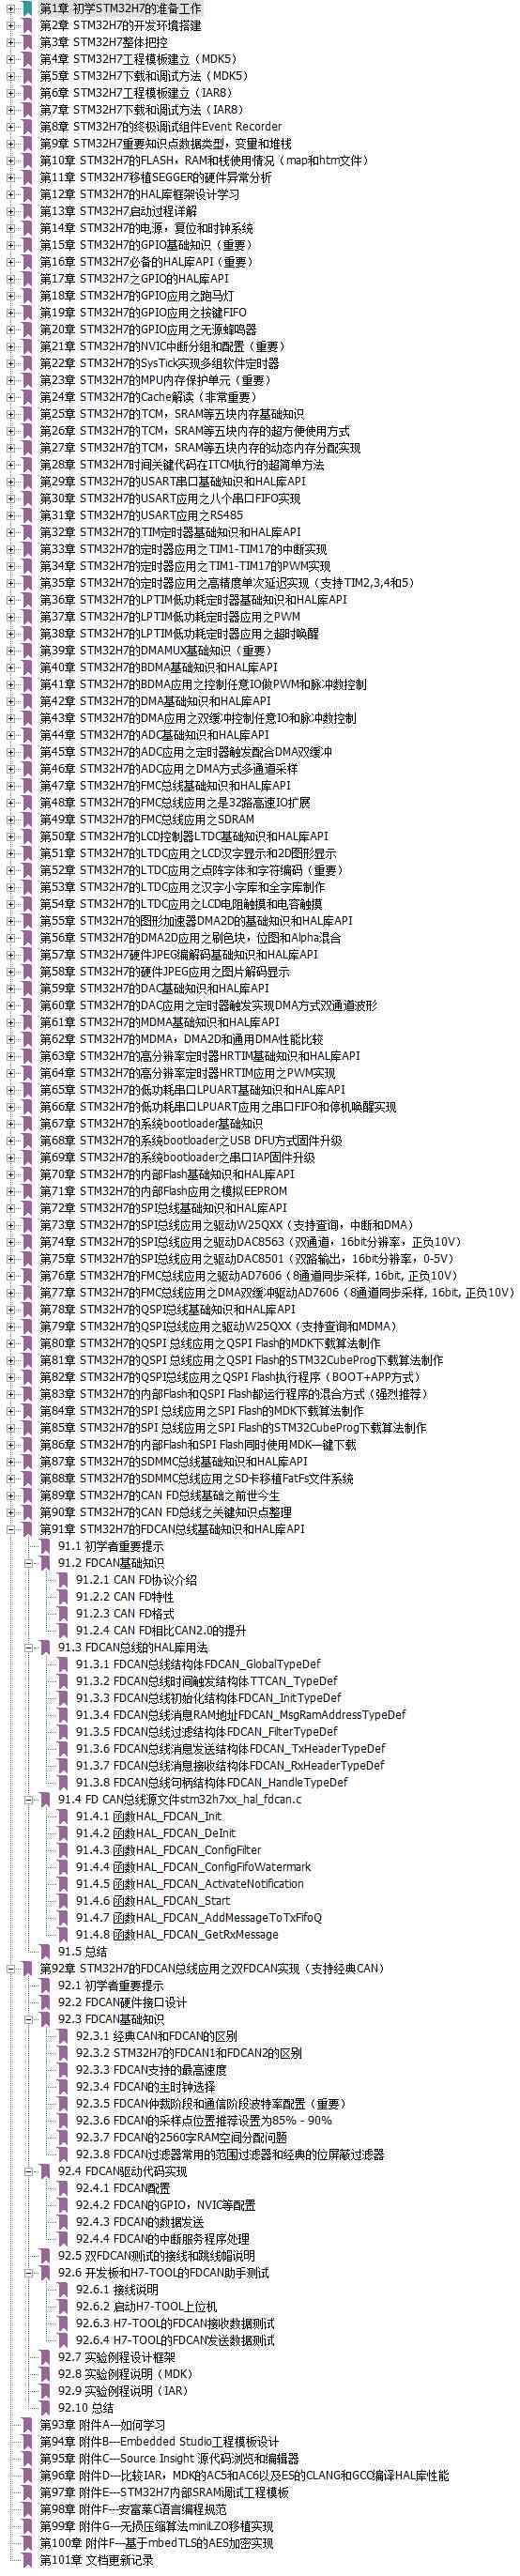 第1章 初学STM32H7的准备工作
第2章 STM32H7的开发环境搭建
第3章 STM32H7整体把控
第4章 STM32H7工程模板建立（MDK5）
第5章 STM32H7下载和调试方法（MDK5）
第6章 STM32H7工程模板建立（IAR8）
第7章 STM32H7下载和调试方法（IAR8）
第8章 STM32H7的终极调试组件Event Recorder
第9章 STM32H7重要知识点数据类型，变量和堆栈
第10章 STM32H7的FLASH，RAM和栈使用情况（map和htm文件）
第11章 STM32H7移植SEGGER的硬件异常分析
第12章 STM32H7的HAL库框架设计学习
第13章 STM32H7启动过程详解
第14章 STM32H7的电源，复位和时钟系统
第15章 STM32H7的GPIO基础知识（重要）
第16章 STM32H7必备的HAL库API（重要）
第17章 STM32H7之GPIO的HAL库API
第18章 STM32H7的GPIO应用之跑马灯
第19章 STM32H7的GPIO应用之按键FIFO
第20章 STM32H7的GPIO应用之无源蜂鸣器
第21章 STM32H7的NVIC中断分组和配置（重要）
第22章 STM32H7的SysTick实现多组软件定时器
第23章 STM32H7的MPU内存保护单元（重要）
第24章 STM32H7的Cache解读（非常重要）
第25章 STM32H7的TCM，SRAM等五块内存基础知识
第26章 STM32H7的TCM，SRAM等五块内存的超方便使用方式
第27章 STM32H7的TCM，SRAM等五块内存的动态内存分配实现
第28章 STM32H7时间关键代码在ITCM执行的超简单方法
第29章 STM32H7的USART串口基础知识和HAL库API
第30章 STM32H7的USART应用之八个串口FIFO实现
第31章 STM32H7的USART应用之RS485
第32章 STM32H7的TIM定时器基础知识和HAL库API
第33章 STM32H7的定时器应用之TIM1-TIM17的中断实现
第34章 STM32H7的定时器应用之TIM1-TIM17的PWM实现
第35章 STM32H7的定时器应用之高精度单次延迟实现（支持TIM2,3,4和5）
第36章 STM32H7的LPTIM低功耗定时器基础知识和HAL库API
第37章 STM32H7的LPTIM低功耗定时器应用之PWM
第38章 STM32H7的LPTIM低功耗定时器应用之超时唤醒
第39章 STM32H7的DMAMUX基础知识（重要）
第40章 STM32H7的BDMA基础知识和HAL库API
第41章 STM32H7的BDMA应用之控制任意IO做PWM和脉冲数控制
第42章 STM32H7的DMA基础知识和HAL库API
第43章 STM32H7的DMA应用之双缓冲控制任意IO和脉冲数控制
第44章 STM32H7的ADC基础知识和HAL库API
第45章 STM32H7的ADC应用之定时器触发配合DMA双缓冲
第46章 STM32H7的ADC应用之DMA方式多通道采样
第47章 STM32H7的FMC总线基础知识和HAL库API
第48章 STM32H7的FMC总线应用之是32路高速IO扩展
第49章 STM32H7的FMC总线应用之SDRAM
第50章 STM32H7的LCD控制器LTDC基础知识和HAL库API
第51章 STM32H7的LTDC应用之LCD汉字显示和2D图形显示
第52章 STM32H7的LTDC应用之点阵字体和字符编码（重要）
第53章 STM32H7的LTDC应用之汉字小字库和全字库制作
第54章 STM32H7的LTDC应用之LCD电阻触摸和电容触摸
第55章 STM32H7的图形加速器DMA2D的基础知识和HAL库API
第56章 STM32H7的DMA2D应用之刷色块，位图和Alpha混合
第57章 STM32H7硬件JPEG编解码基础知识和HAL库API
第58章 STM32H7的硬件JPEG应用之图片解码显示
第59章 STM32H7的DAC基础知识和HAL库API
第60章 STM32H7的DAC应用之定时器触发实现DMA方式双通道波形
第61章 STM32H7的MDMA基础知识和HAL库API
第62章 STM32H7的MDMA，DMA2D和通用DMA性能比较
第63章 STM32H7的高分辨率定时器HRTIM基础知识和HAL库API
第64章 STM32H7的高分辨率定时器HRTIM应用之PWM实现
第65章 STM32H7的低功耗串口LPUART基础知识和HAL库API
第66章 STM32H7的低功耗串口LPUART应用之串口FIFO和停机唤醒实现
第67章 STM32H7的系统bootloader基础知识
第68章 STM32H7的系统bootloader之USB DFU方式固件升级
第69章 STM32H7的系统bootloader之串口IAP固件升级
第70章 STM32H7的内部Flash基础知识和HAL库API
第71章 STM32H7的内部Flash应用之模拟EEPROM
第72章 STM32H7的SPI总线基础知识和HAL库API
第73章 STM32H7的SPI总线应用之驱动W25QXX（支持查询，中断和DMA）
第74章 STM32H7的SPI总线应用之驱动DAC8563（双通道，16bit分辨率，正负10V）
第75章 STM32H7的SPI总线应用之驱动DAC8501（双路输出，16bit分辨率，0-5V）
第76章 STM32H7的FMC总线应用之驱动AD7606（8通道同步采样, 16bit, 正负10V）
第77章 STM32H7的FMC总线应用之DMA双缓冲驱动AD7606（8通道同步采样, 16bit, 正负10V）
第78章 STM32H7的QSPI总线基础知识和HAL库API
第79章 STM32H7的QSPI总线应用之驱动W25QXX（支持查询和MDMA）
第80章 STM32H7的QSPI 总线应用之QSPI Flash的MDK下载算法制作
第81章 STM32H7的QSPI 总线应用之QSPI Flash的STM32CubeProg下载算法制作
第82章 STM32H7的QSPI总线应用之QSPI Flash执行程序（BOOT+APP方式）
第83章 STM32H7的内部Flash和QSPI Flash都运行程序的混合方式（强烈推荐）
第84章 STM32H7的SPI 总线应用之SPI Flash的MDK下载算法制作
第85章 STM32H7的SPI 总线应用之SPI Flash的STM32CubeProg下载算法制作
第86章 STM32H7的内部Flash和SPI Flash同时使用MDK一键下载
第87章 STM32H7的SDMMC总线基础知识和HAL库API
第88章 STM32H7的SDMMC总线应用之SD卡移植FatFs文件系统
第89章 STM32H7的CAN FD总线基础之前世今生
第90章 STM32H7的CAN FD总线之关键知识点整理
第91章 STM32H7的FDCAN总线基础知识和HAL库API
91.1 初学者重要提示
91.2 FDCAN基础知识
91.2.1 CAN FD协议介绍
91.2.2 CAN FD特性
91.2.3 CAN FD格式
91.2.4 CAN FD相比CAN2.0的提升
91.3 FDCAN总线的HAL库用法
91.3.1 FDCAN总线结构体FDCAN_GlobalTypeDef
91.3.2 FDCAN总线时间触发结构体TTCAN_TypeDef
91.3.3 FDCAN总线初始化结构体FDCAN_InitTypeDef
91.3.4 FDCAN总线消息RAM地址FDCAN_MsgRamAddressTypeDef
91.3.5 FDCAN总线过滤结构体FDCAN_FilterTypeDef
91.3.6 FDCAN总线消息发送结构体FDCAN_TxHeaderTypeDef
91.3.7 FDCAN总线消息接收结构体FDCAN_RxHeaderTypeDef
91.3.8 FDCAN总线句柄结构体FDCAN_HandleTypeDef
91.4 FD CAN总线源文件stm32h7xx_hal_fdcan.c
91.4.1 函数HAL_FDCAN_Init
91.4.2 函数HAL_FDCAN_DeInit
91.4.3 函数HAL_FDCAN_ConfigFilter
91.4.4 函数HAL_FDCAN_ConfigFifoWatermark
91.4.5 函数HAL_FDCAN_ActivateNotification
91.4.6 函数HAL_FDCAN_Start
91.4.7 函数HAL_FDCAN_AddMessageToTxFifoQ
91.4.8 函数HAL_FDCAN_GetRxMessage
91.5 总结
第92章 STM32H7的FDCAN总线应用之双FDCAN实现（支持经典CAN）
92.1 初学者重要提示
92.2 FDCAN硬件接口设计
92.3 FDCAN基础知识
92.3.1 经典CAN和FDCAN的区别
92.3.2 STM32H7的FDCAN1和FDCAN2的区别
92.3.3 FDCAN支持的最高速度
92.3.4 FDCAN的主时钟选择
92.3.5 FDCAN仲裁阶段和通信阶段波特率配置（重要）
92.3.6 FDCAN的采样点位置推荐设置为85% - 90%
92.3.7 FDCAN的2560字RAM空间分配问题
92.3.8 FDCAN过滤器常用的范围过滤器和经典的位屏蔽过滤器
92.4 FDCAN驱动代码实现
92.4.1 FDCAN配置
92.4.2 FDCAN的GPIO，NVIC等配置
92.4.3 FDCAN的数据发送
92.4.4 FDCAN的中断服务程序处理
92.5 双FDCAN测试的接线和跳线帽说明
92.6 开发板和H7-TOOL的FDCAN助手测试
92.6.1 接线说明
92.6.2 启动H7-TOOL上位机
92.6.3 H7-TOOL的FDCAN接收数据测试
92.6.4 H7-TOOL的FDCAN发送数据测试
92.7 实验例程设计框架
92.8 实验例程说明（MDK）
92.9 实验例程说明（IAR）
92.10 总结
第93章 附件A---如何学习
第94章 附件B---Embedded Studio工程模板设计
第95章 附件C---Source Insight 源代码浏览和编辑器
第96章 附件D---比较IAR，MDK的AC5和AC6以及ES的CLANG和GCC编译HAL库性能
第97章 附件E---STM32H7内部SRAM调试工程模板
第98章 附件F---安富莱C语言编程规范
第99章 附件G---无损压缩算法miniLZO移植实现
第100章 附件F---基于mbedTLS的AES加密实现
第101章 文档更新记录